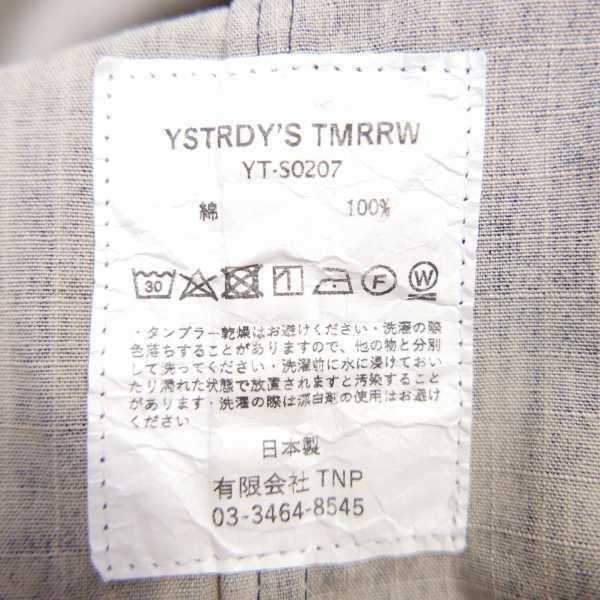 YSTRDY'S TMRRW
YT-S0207
綿 100%
30 1 F W
・タンブラー乾燥はお避けください・洗濯の際
色落ちすることがありますので、他の物と分別
して洗ってください・洗濯前に水に浸けておい
たり濡れた状態で放置されますと汚染すること
があります・洗濯の際は漂白剤の使用はお避け
ください
日本製
有限会社TNP
03-3464-8545